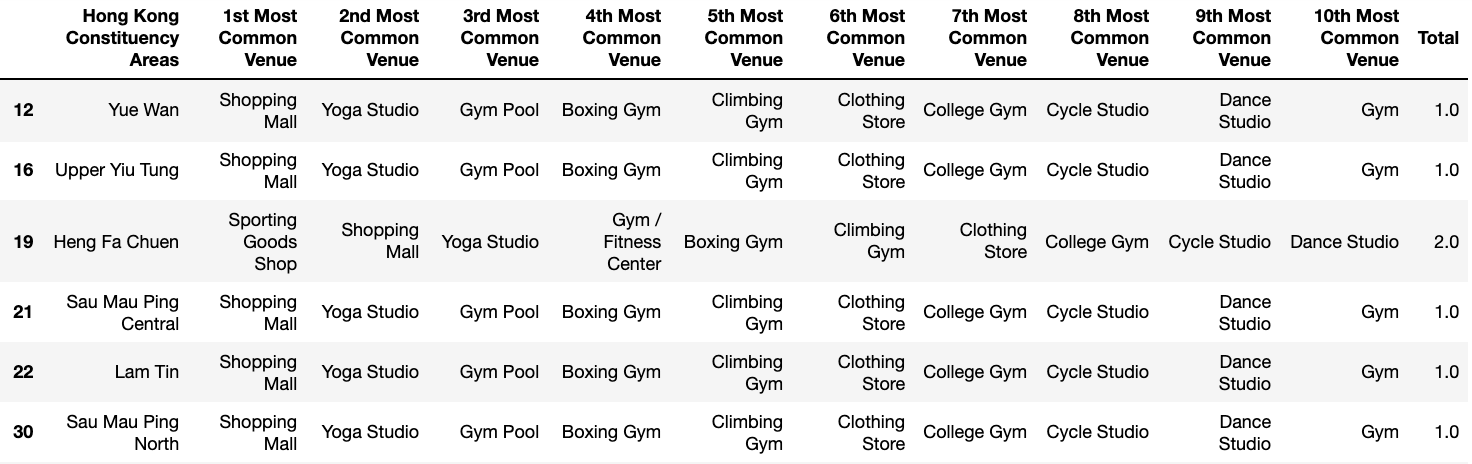 Hong Kong Constituency Areas 1st Most Common Venue 2nd Most Common Venue 3rd Most Common Venue 4th Most Common Venue 5th Most Common Venue 6th Most Common Venue 7th Most Common Venue 8th Most Common Venue 9th Most Common Venue 10th Most Common Venue Total
12 Yue Wan Shopping Mall Yoga Studio Gym Pool Boxing Gym Climbing Gym Clothing Store College Gym Cycle Studio Dance Studio Gym 1.0
16 Upper Yiu Tung Shopping Mall Yoga Studio Gym Pool Boxing Gym Climbing Gym Clothing Store College Gym Cycle Studio Dance Studio Gym 1.0
19 Heng Fa Chuen Sporting Goods Shop Shopping Mall Yoga Studio Gym / Fitness Center Boxing Gym Climbing Gym Clothing Store College Gym Cycle Studio Dance Studio 2.0
21 Sau Mau Ping Central Shopping Mall Yoga Studio Gym Pool Boxing Gym Climbing Gym Clothing Store College Gym Cycle Studio Dance Studio Gym 1.0
22 Lam Tin Shopping Mall Yoga Studio Gym Pool Boxing Gym Climbing Gym Clothing Store College Gym Cycle Studio Dance Studio Gym 1.0
30 Sau Mau Ping North Shopping Mall Yoga Studio Gym Pool Boxing Gym Climbing Gym Clothing Store College Gym Cycle Studio Dance Studio Gym 1.0